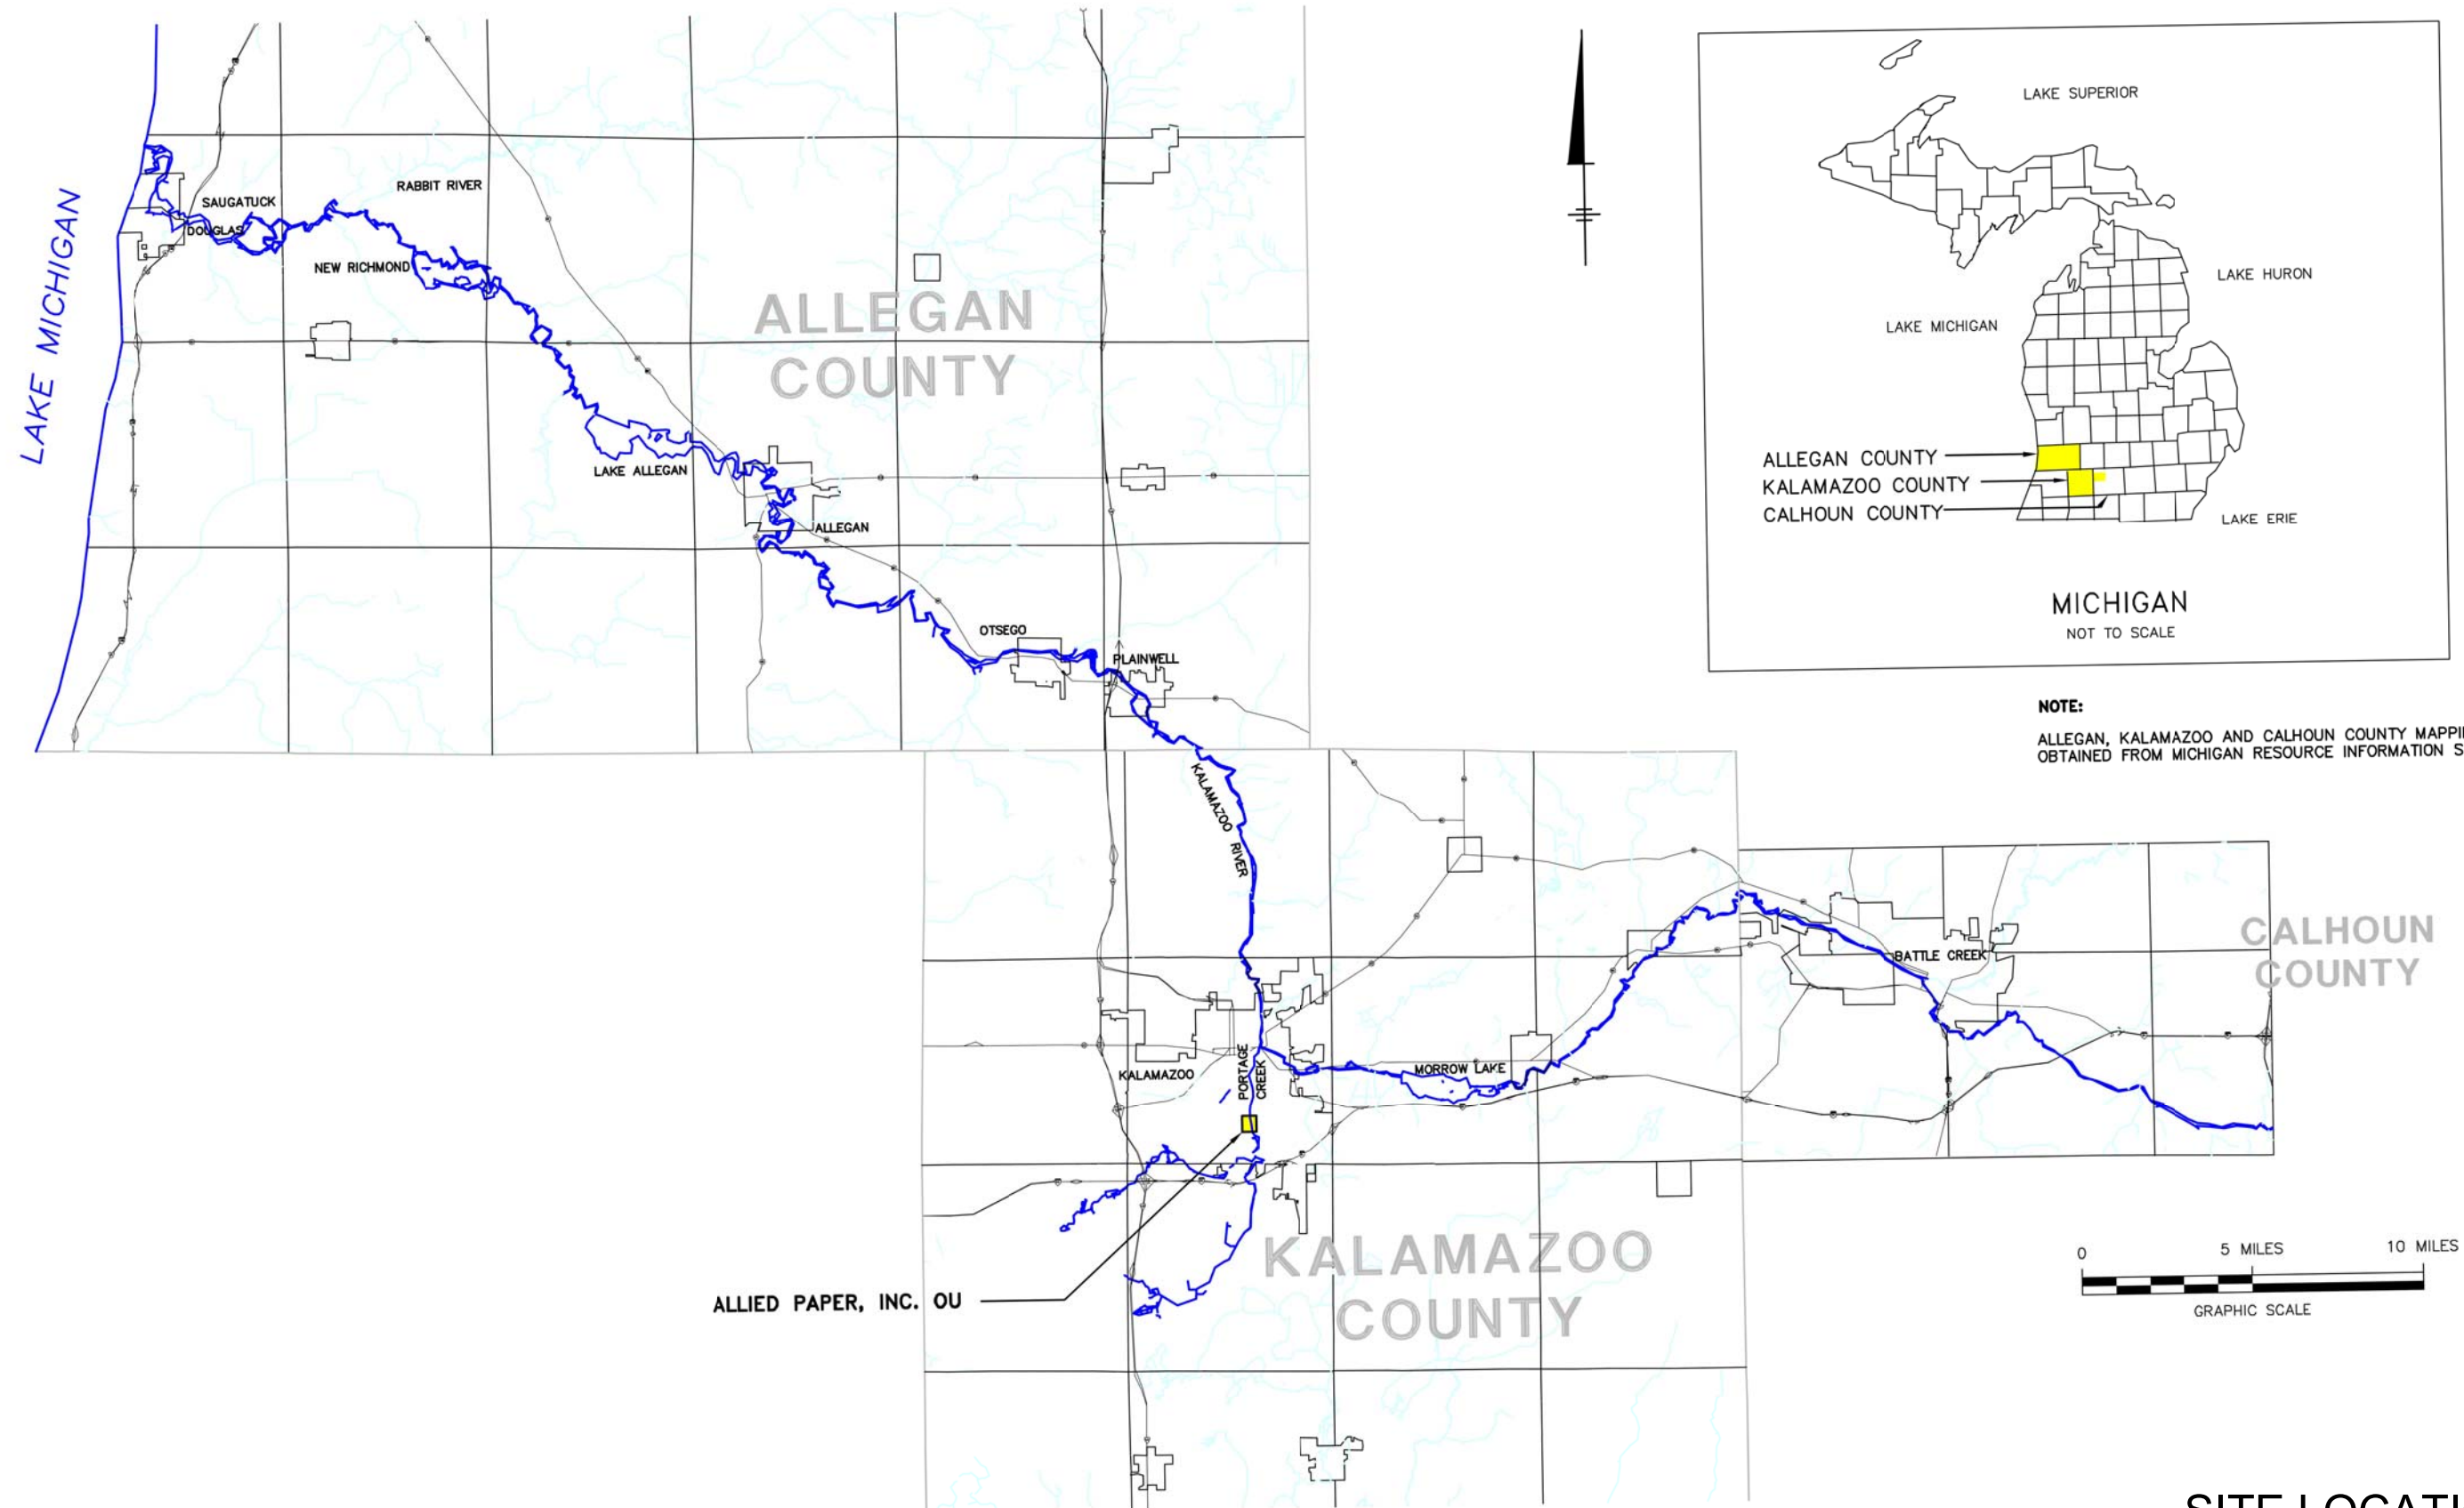 LAKE MICHIGAN
SAUGATUCK
DOUGLAS
RABBIT RIVER
NEW RICHMOND
ALLEGAN
COUNTY
LAKE ALLEGAN
ALLEGAN
OTSEGO
PLAINWELL
KALAMAZOO RIVER
KALAMAZOO
PORTAGE
CREEK
MORROW LAKE
BATTLE CREEK
CALHOUN
COUNTY
KALAMAZOO
COUNTY
ALLIED PAPER, INC. OU
LAKE SUPERIOR
LAKE HURON
LAKE MICHIGAN
ALLEGAN COUNTY
KALAMAZOO COUNTY
CALHOUN COUNTY
LAKE ERIE
MICHIGAN
NOT TO SCALE
NOTE:
ALLEGAN, KALAMAZOO AND CALHOUN COUNTY
OBTAINED FROM MICHIGAN RESOURCE INFORMATION
0 5 MILES 10 MILES
GRAPHIC SCALE
SITE